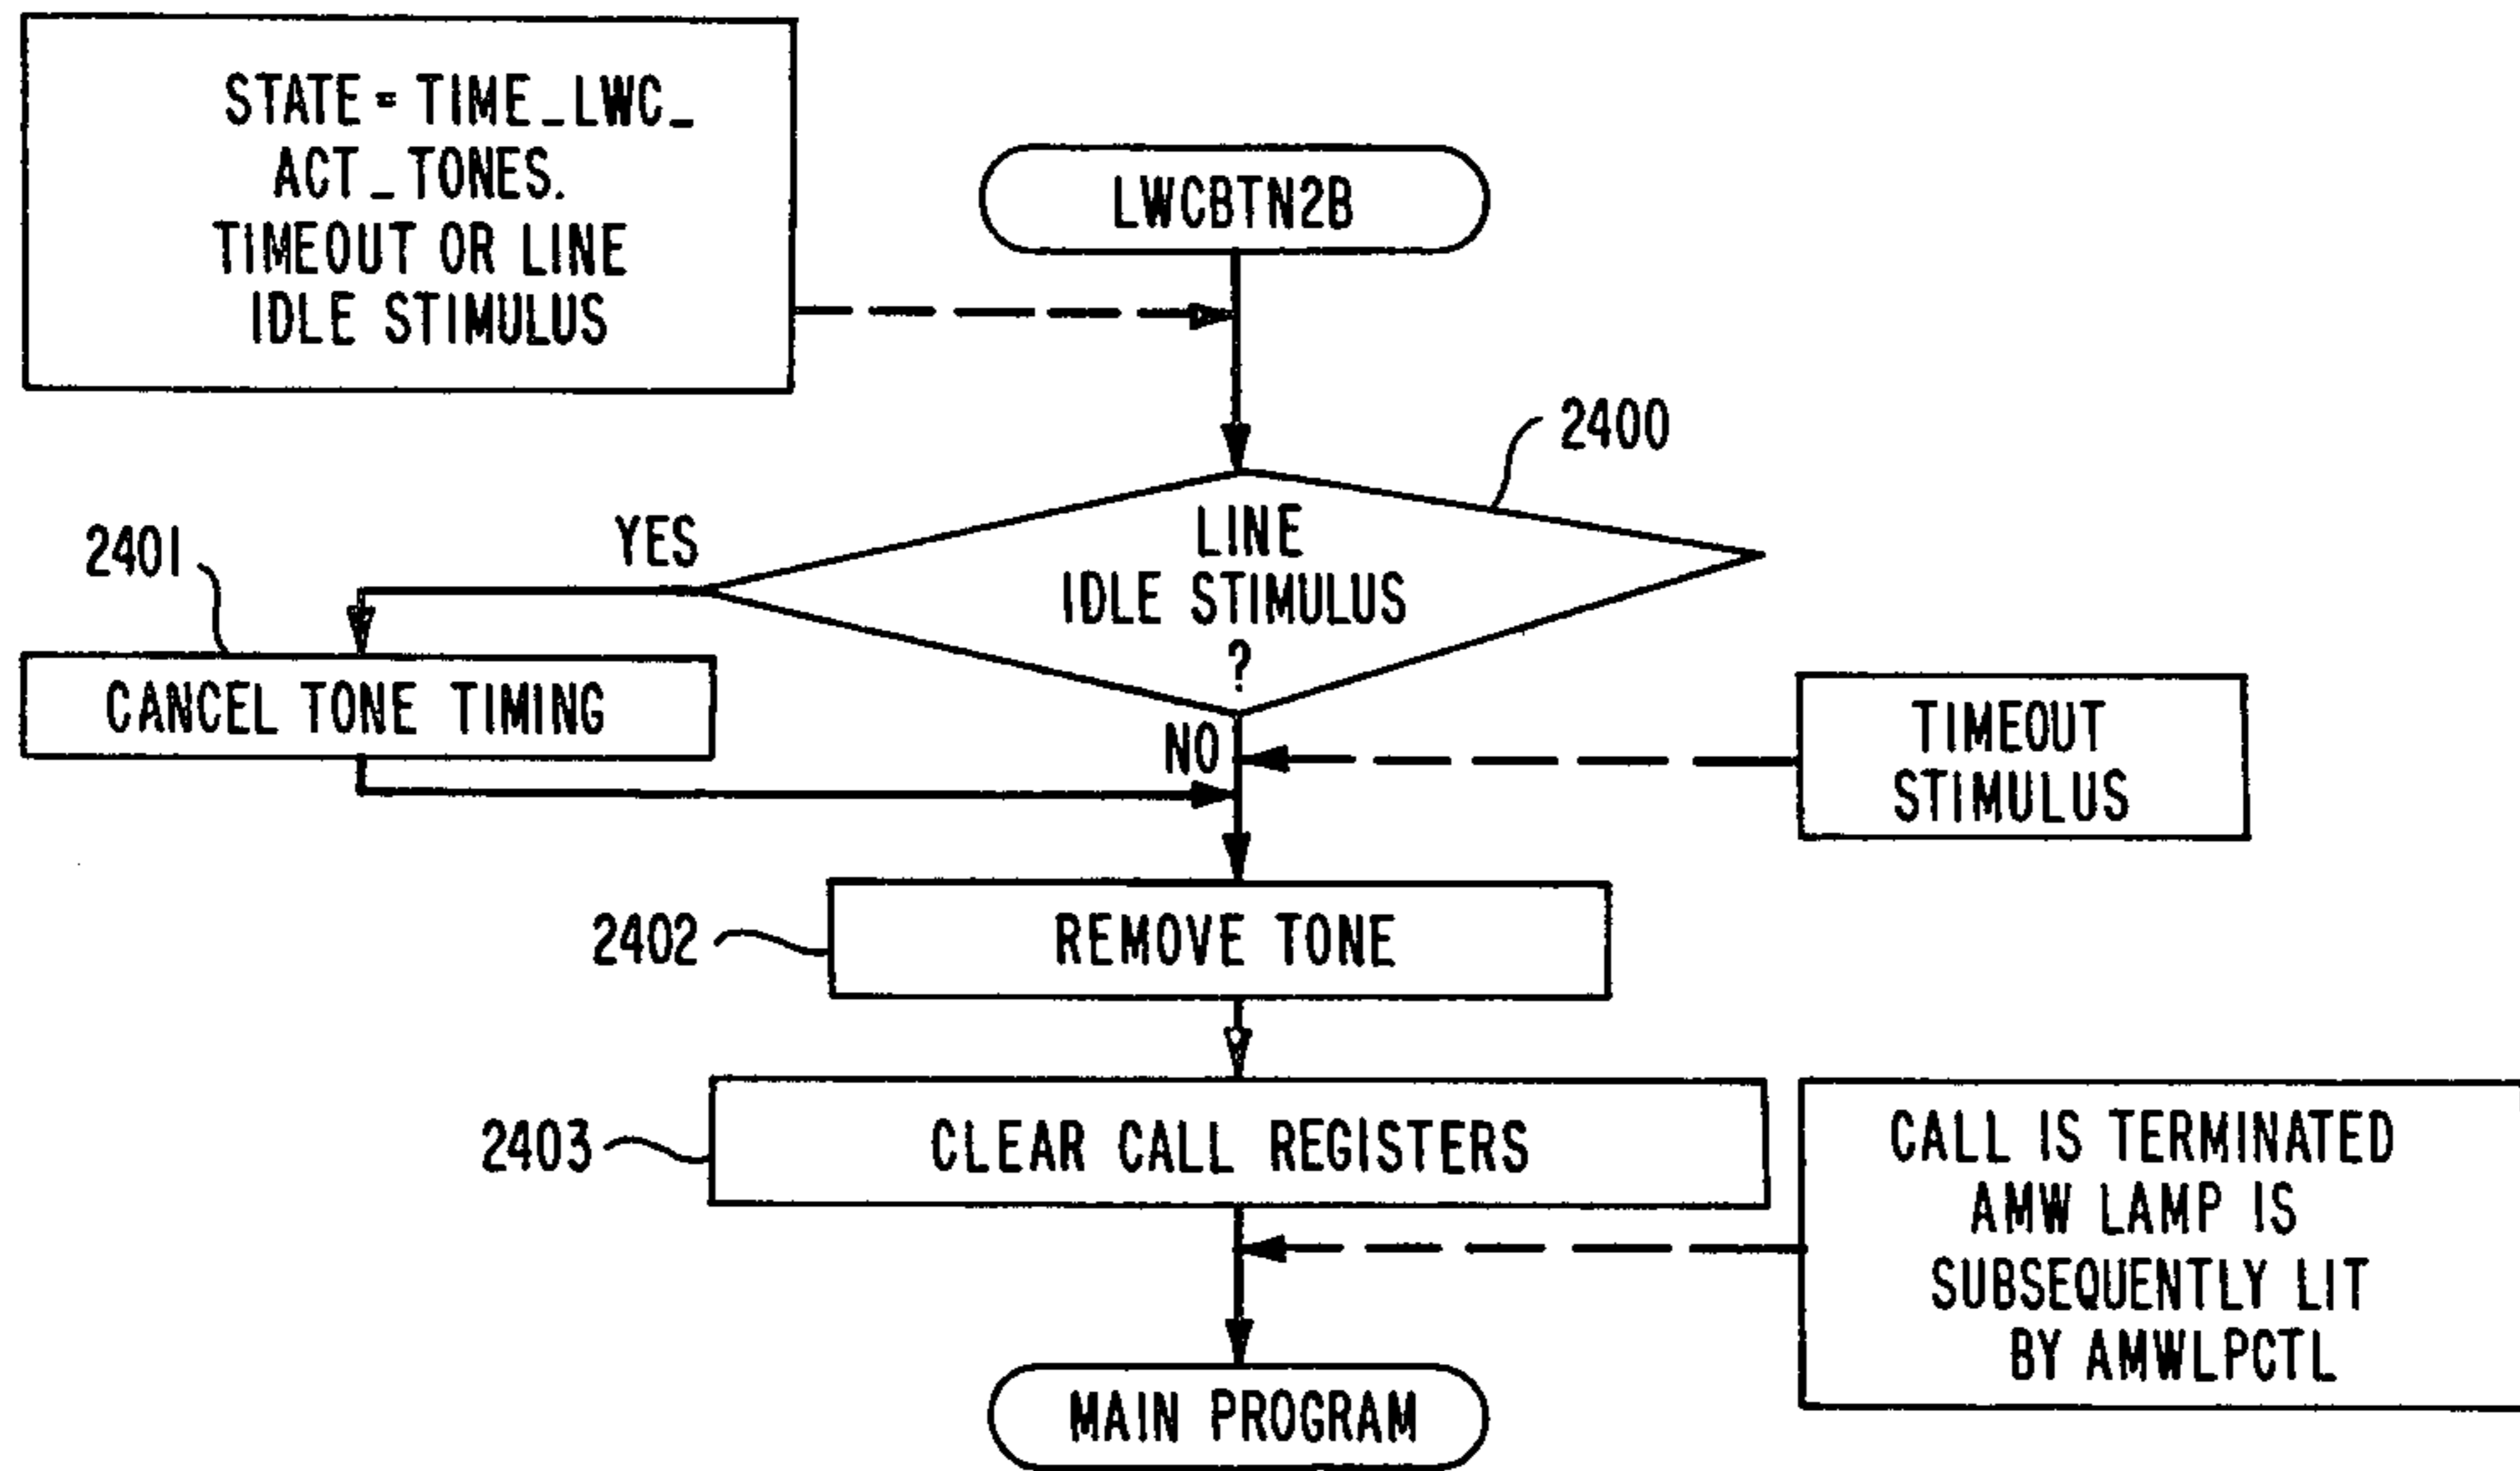 STATE = TIME_LWC_
ACT_TONES.
TIMEOUT OR LINE
IDLE STIMULUS
LWCBTN2B
2400
LINE
IDLE STIMULUS
?
YES
2401
CANCEL TONE TIMING
NO
TIMEOUT
STIMULUS
2402
REMOVE TONE
2403
CLEAR CALL REGISTERS
CALL IS TERMINATED
AMW LAMP IS
SUBSEQUENTLY LIT
BY AMWLPCTL
MAIN PROGRAM